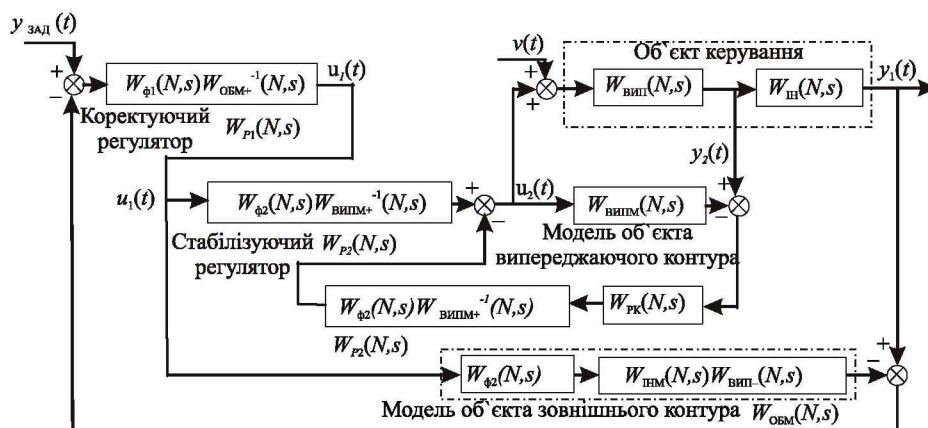 y ЗАД (t)
v(t)
Об`єкт керування
+
−
W_ф1(N,s)W_ОБМ+^-1(N,s)
u_1(t)
+
+
W_ВИП(N,s)
W_ІН(N,s)
y_1(t)
Коректуючий
регулятор
W_P1(N,s)
y_2(t)
u_1(t)
W_ф2(N,s)W_ВИПМ+^-1(N,s)
+
−
u_2(t)
W_ВИПМ(N,s)
+
−
Стабілізуючий W_P2(N,s)
регулятор
Модель об`єкта
випереджаючого контура
W_ф2(N,s)W_ВИПМ+^-1(N,s)
W_РК(N,s)
W_P2(N,s)
W_ф2(N,s)
W_ІНМ(N,s)W_ВИП-(N,s)
−
+
Модель об`єкта зовнішнього контура W_ОБМ(N,s)